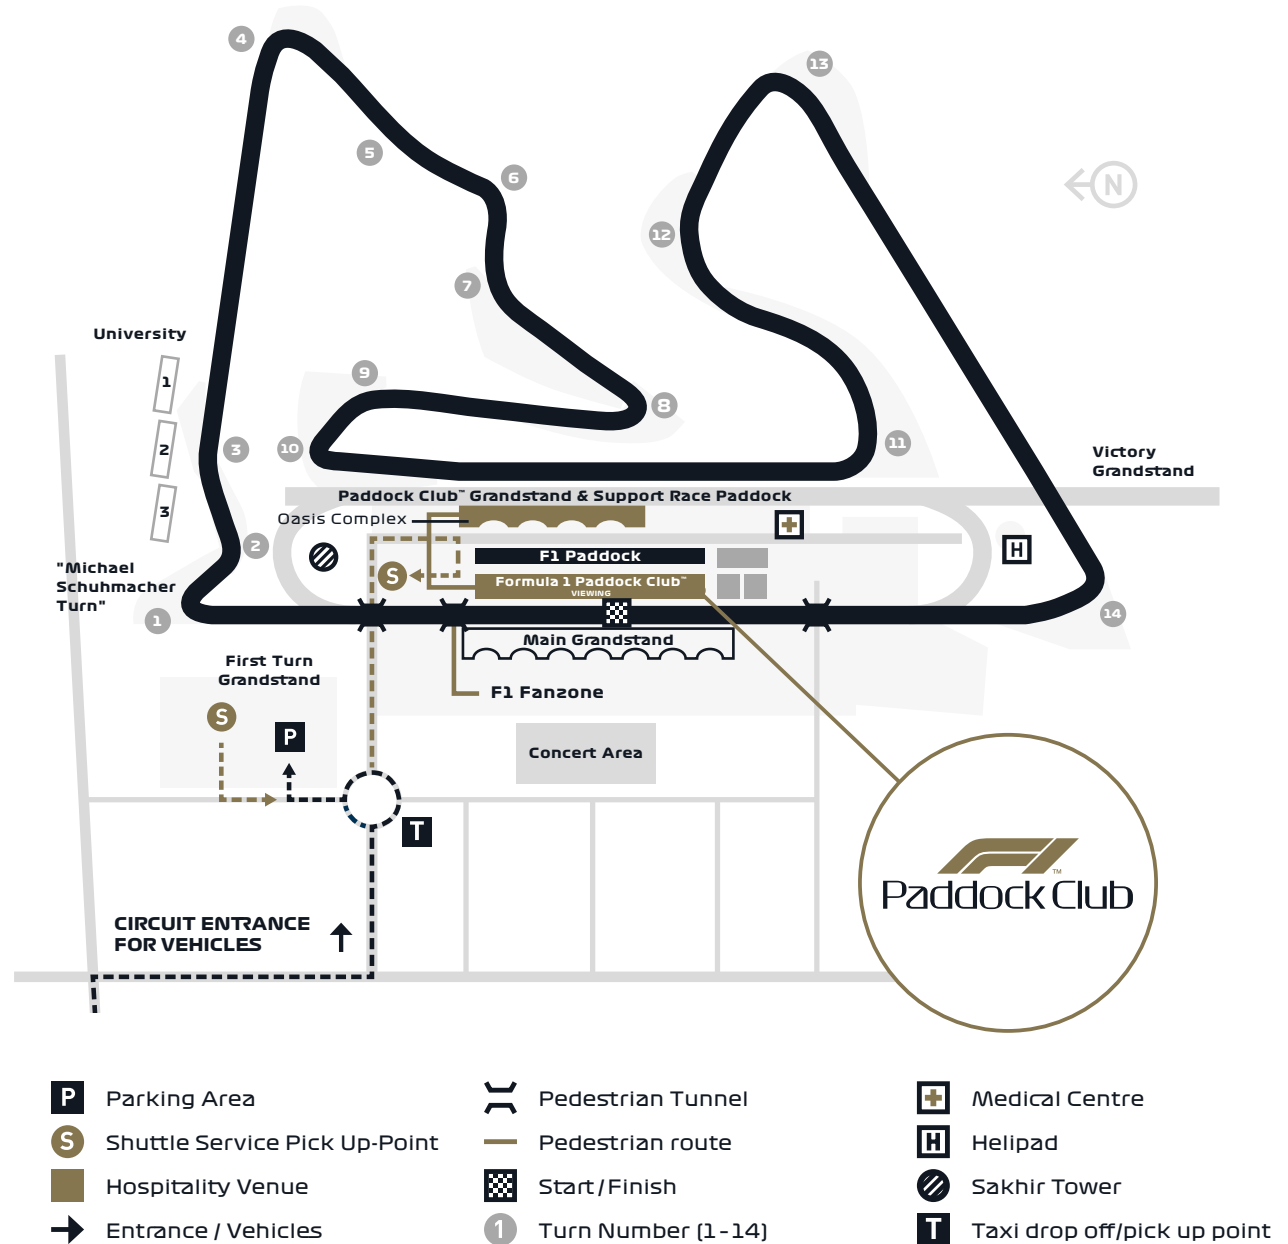 4
13
5
6
N
12
7
University
1
9
8
2
3
10
11
Victory
Grandstand
3
Paddock Club™ Grandstand & Support Race Paddock
Oasis Complex
2
H
F1 Paddock
"Michael
Schuhmacher
Turn"
S
Formula 1 Paddock Club™
VIEWING
1
14
Main Grandstand
First Turn
Grandstand
F1 Fanzone
S
P
Concert Area
T
™
Paddock Club
CIRCUIT ENTRANCE
FOR VEHICLES
P Parking Area
S Shuttle Service Pick Up-Point
Hospitality Venue
Entrance / Vehicles
Pedestrian Tunnel
Pedestrian route
Start/Finish
1 Turn Number (1-14)
Medical Centre
H Helipad
Sakhir Tower
T Taxi drop off/pick up point